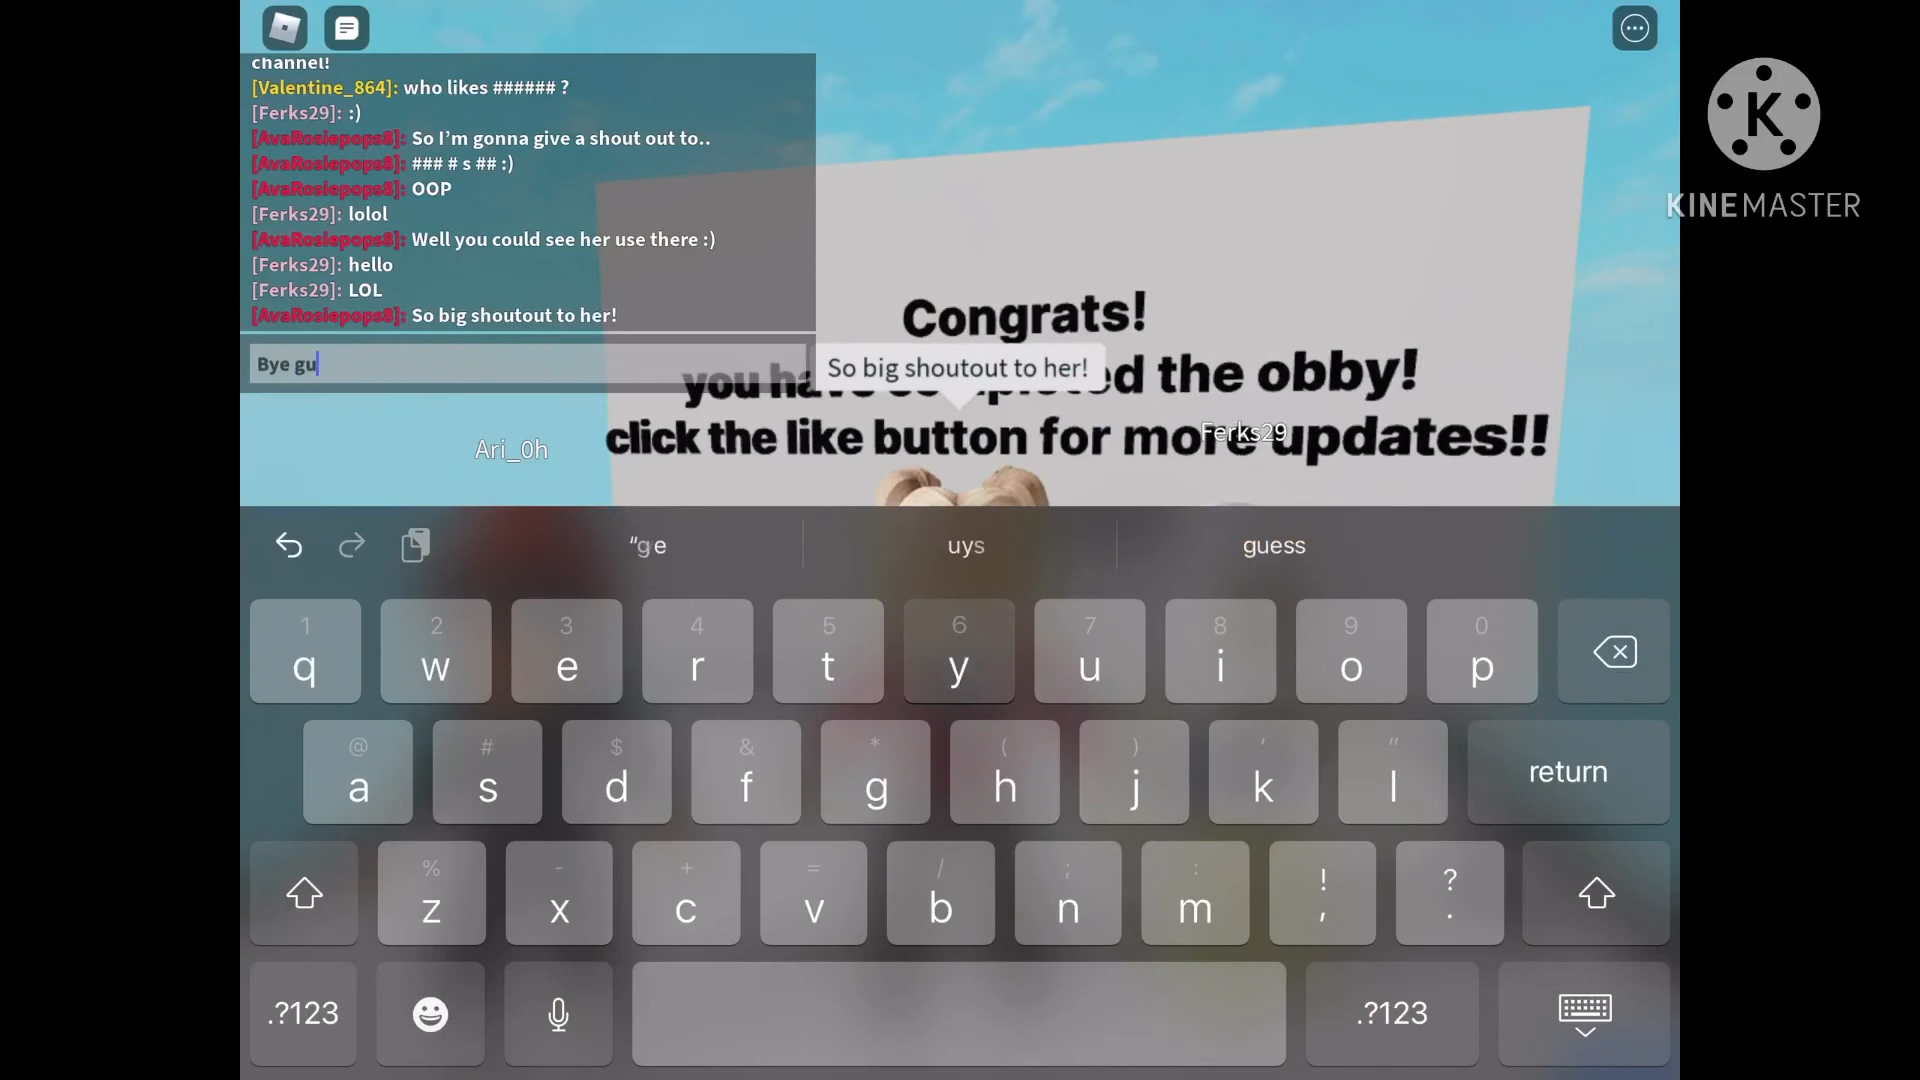 channel!
[Valentine_864]: who likes ###### ?
[Ferks29]: :)
[AvaRosiepops8]: So I'm gonna give a shout out to..
[AvaRosiepops8]: ### # s ## :)
[AvaRosiepops8]: OOP
[Ferks29]: lolol
[AvaRosiepops8]: Well you could see her use there :)
[Ferks29]: hello
[Ferks29]: LOL
[AvaRosiepops8]: So big shoutout to her!
Bye gu
So big shoutout to her!
Congrats!
you the obby!
click the like button for more updates!!
Ari_0h
Ferks29
K
KINEMASTER
uys
guess
1 2 3 4 5 6 7 8 9 0
q w e r t y u i o p
@ # $ & * ( ) ' "
a s d f g h j k l return
% - + = / ; : ! ?
z x c v b n m , .
.?123 .?123